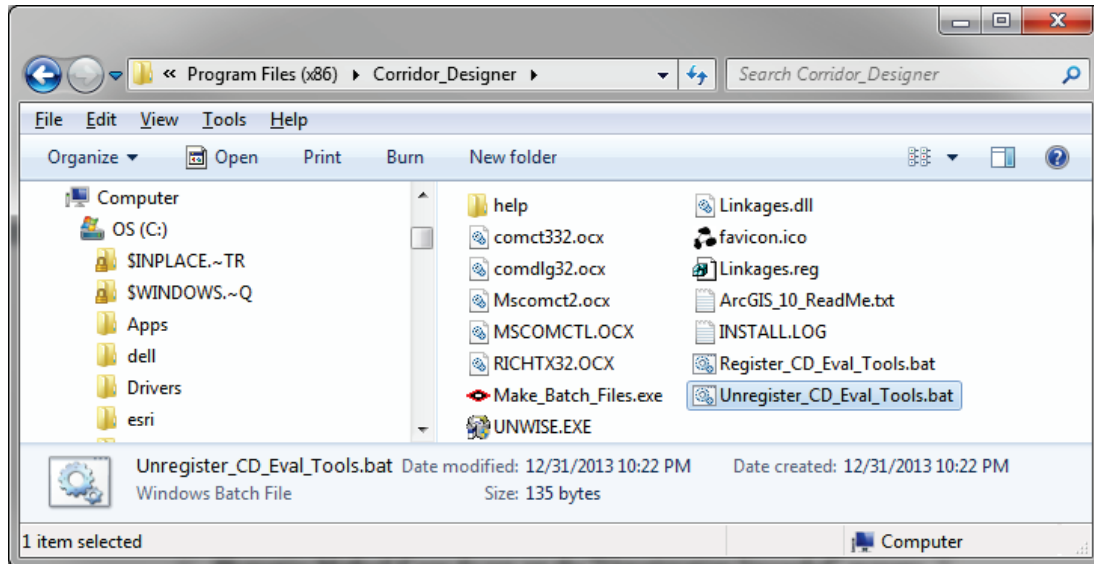 « Program Files (x86) ▸ Corridor_Designer ▸
Search Corridor_Designer
File Edit View Tools Help
Organize Open Print Burn New folder
Computer
OS (C:)
$INPLACE.~TR
$WINDOWS.~Q
Apps
dell
Drivers
esri
help
comct332.ocx
comdlg32.ocx
Mscomct2.ocx
MSCOMCTL.OCX
RICHTX32.OCX
Make_Batch_Files.exe
UNWISE.EXE
Linkages.dll
favicon.ico
Linkages.reg
ArcGIS_10_ReadMe.txt
INSTALL.LOG
Register_CD_Eval_Tools.bat
Unregister_CD_Eval_Tools.bat
Unregister_CD_Eval_Tools.bat Date modified: 12/31/2013 10:22 PM Date created: 12/31/2013 10:22 PM
Windows Batch File Size: 135 bytes
1 item selected Computer